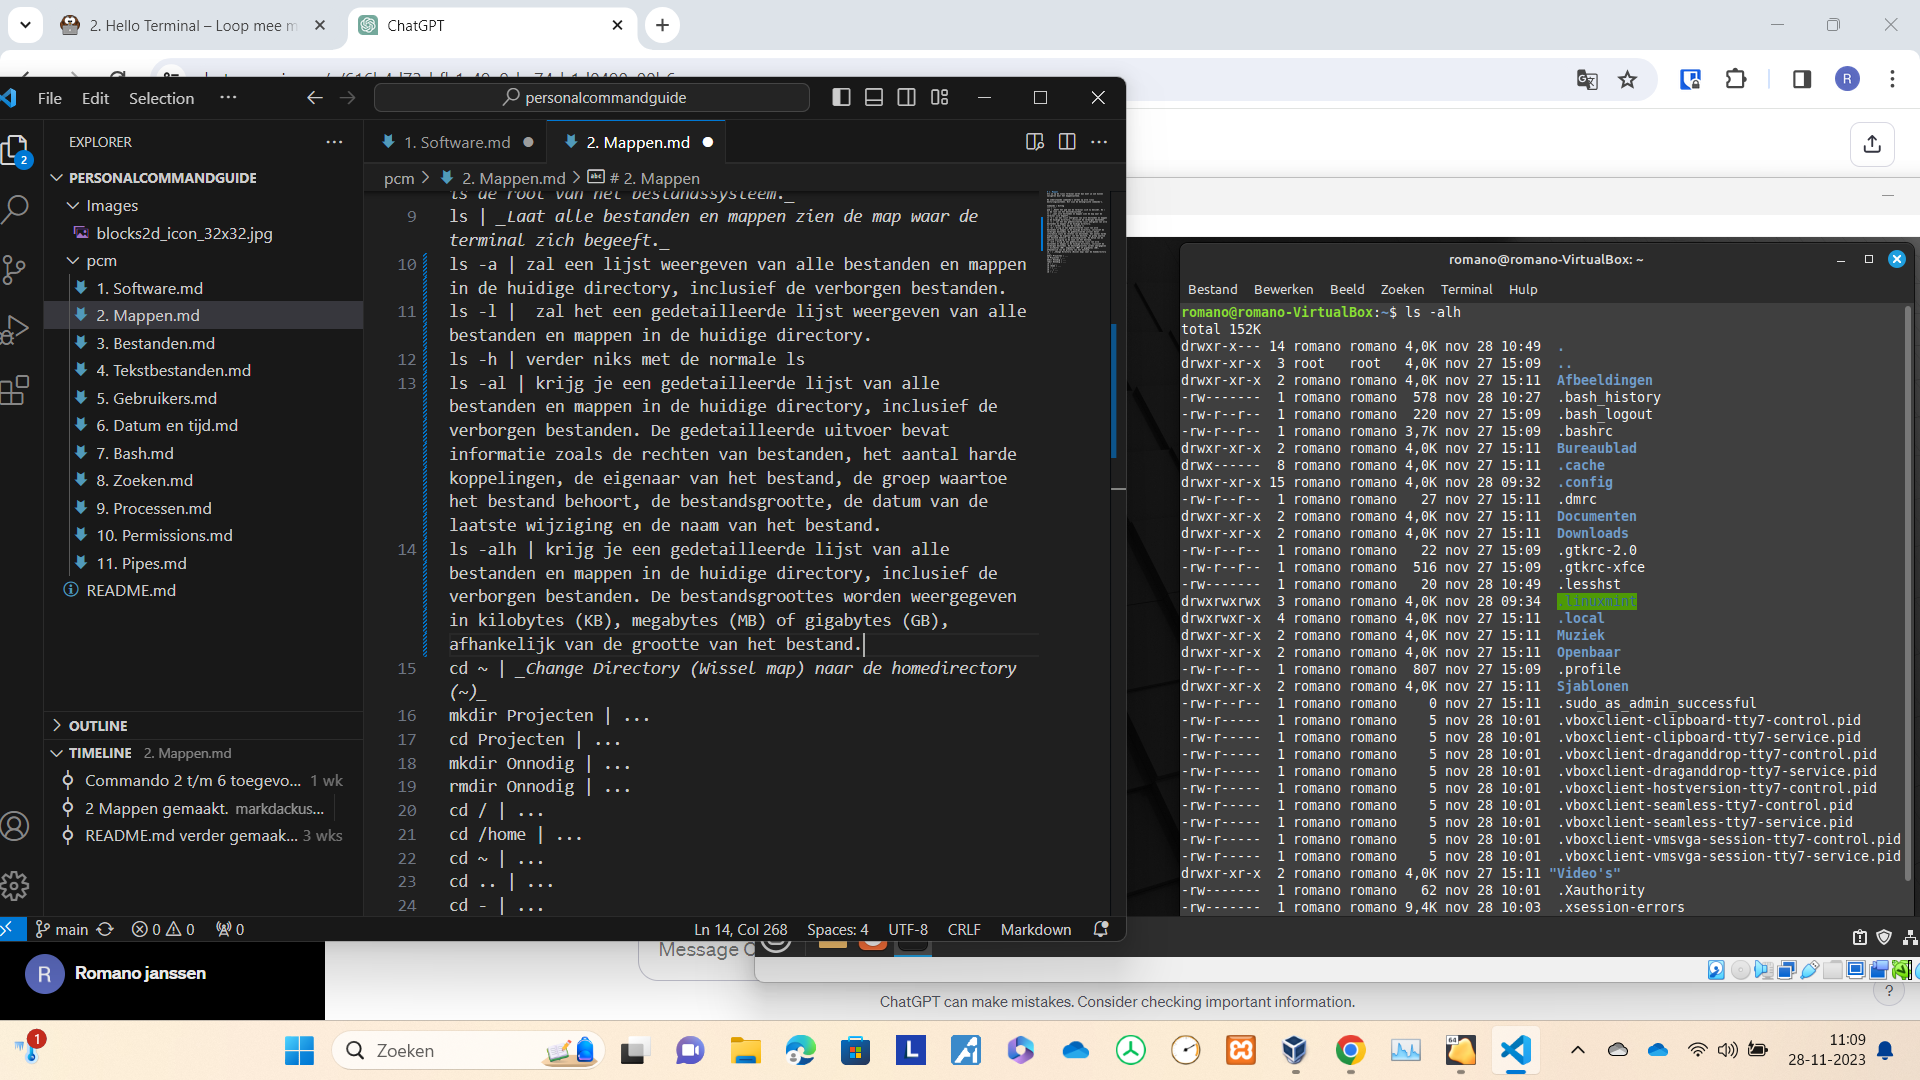 2. Hello Terminal – Loop mee m
ChatGPT
File Edit Selection ...
personalcommandguide
EXPLORER
PERSONALCOMMANDGUIDE
Images
blocks2d_icon_32x32.jpg
pcm
1. Software.md
2. Mappen.md
3. Bestanden.md
4. Tekstbestanden.md
5. Gebruikers.md
6. Datum en tijd.md
7. Bash.md
8. Zoeken.md
9. Processen.md
10. Permissions.md
11. Pipes.md
README.md
OUTLINE
TIMELINE 2. Mappen.md
Commando 2 t/m 6 toegevo... 1 wk
2 Mappen gemaakt. markdackus...
README.md verder gemaak... 3 wks
2
1. Software.md
2. Mappen.md
pcm > 2. Mappen.md > # 2. Mappen
ls de root van het bestandssysteem._
9 ls | _Laat alle bestanden en mappen zien de map waar de
terminal zich begeeft._
10 ls -a | zal een lijst weergeven van alle bestanden en mappen
in de huidige directory, inclusief de verborgen bestanden.
11 ls -l |  zal het een gedetailleerde lijst weergeven van alle
bestanden en mappen in de huidige directory.
12 ls -h | verder niks met de normale ls
13 ls -al | krijg je een gedetailleerde lijst van alle
bestanden en mappen in de huidige directory, inclusief de
verborgen bestanden. De gedetailleerde uitvoer bevat
informatie zoals de rechten van bestanden, het aantal harde
koppelingen, de eigenaar van het bestand, de groep waartoe
het bestand behoort, de bestandsgrootte, de datum van de
laatste wijziging en de naam van het bestand.
14 ls -alh | krijg je een gedetailleerde lijst van alle
bestanden en mappen in de huidige directory, inclusief de
verborgen bestanden. De bestandsgroottes worden weergegeven
in kilobytes (KB), megabytes (MB) of gigabytes (GB),
afhankelijk van de grootte van het bestand.
15 cd ~ | _Change Directory (Wissel map) naar de homedirectory
(~)_
16 mkdir Projecten | ...
17 cd Projecten | ...
18 mkdir Onnodig | ...
19 rmdir Onnodig | ...
20 cd / | ...
21 cd /home | ...
22 cd ~ | ...
23 cd .. | ...
24 cd - | ...
main 0 0 0
Ln 14, Col 268 Spaces: 4 UTF-8 CRLF Markdown
R
romano@romano-VirtualBox: ~
Bestand Bewerken Beeld Zoeken Terminal Hulp
romano@romano-VirtualBox:~$ ls -alh
total 152K
drwxr-x--- 14 romano romano 4,0K nov 28 10:49 .
drwxr-xr-x 3 root root 4,0K nov 27 15:09 ..
drwxr-xr-x 2 romano romano 4,0K nov 27 15:11 Afbeeldingen
-rw------- 1 romano romano 578 nov 28 10:27 .bash_history
-rw-r--r-- 1 romano romano 220 nov 27 15:09 .bash_logout
-rw-r--r-- 1 romano romano 3,7K nov 27 15:09 .bashrc
drwxr-xr-x 2 romano romano 4,0K nov 27 15:11 Bureaublad
drwx------ 8 romano romano 4,0K nov 27 15:11 .cache
drwxr-xr-x 15 romano romano 4,0K nov 28 09:32 .config
-rw-r--r-- 1 romano romano 27 nov 27 15:11 .dmrc
drwxr-xr-x 2 romano romano 4,0K nov 27 15:11 Documenten
drwxr-xr-x 2 romano romano 4,0K nov 27 15:11 Downloads
-rw-r--r-- 1 romano romano 22 nov 27 15:09 .gtkrc-2.0
-rw-r--r-- 1 romano romano 516 nov 27 15:09 .gtkrc-xfce
-rw------- 1 romano romano 20 nov 28 10:49 .lesshst
drwxrwxrwx 3 romano romano 4,0K nov 28 09:34 .linuxmint
drwxrwxr-x 4 romano romano 4,0K nov 27 15:11 .local
drwxr-xr-x 2 romano romano 4,0K nov 27 15:11 Muziek
drwxr-xr-x 2 romano romano 4,0K nov 27 15:11 Openbaar
-rw-r--r-- 1 romano romano 807 nov 27 15:09 .profile
drwxr-xr-x 2 romano romano 4,0K nov 27 15:11 Sjablonen
-rw-r--r-- 1 romano romano 0 nov 27 15:11 .sudo_as_admin_successful
-rw-r----- 1 romano romano 5 nov 28 10:01 .vboxclient-clipboard-tty7-control.pid
-rw-r----- 1 romano romano 5 nov 28 10:01 .vboxclient-clipboard-tty7-service.pid
-rw-r----- 1 romano romano 5 nov 28 10:01 .vboxclient-draganddrop-tty7-control.pid
-rw-r----- 1 romano romano 5 nov 28 10:01 .vboxclient-draganddrop-tty7-service.pid
-rw-r----- 1 romano romano 5 nov 28 10:01 .vboxclient-hostversion-tty7-control.pid
-rw-r----- 1 romano romano 5 nov 28 10:01 .vboxclient-seamless-tty7-control.pid
-rw-r----- 1 romano romano 5 nov 28 10:01 .vboxclient-seamless-tty7-service.pid
-rw-r----- 1 romano romano 5 nov 28 10:01 .vboxclient-vmsvga-session-tty7-control.pid
-rw-r----- 1 romano romano 5 nov 28 10:01 .vboxclient-vmsvga-session-tty7-service.pid
drwxr-xr-x 2 romano romano 4,0K nov 27 15:11 "Video's"
-rw------- 1 romano romano 62 nov 28 10:01 .Xauthority
-rw------- 1 romano romano 9,4K nov 28 10:03 .xsession-errors
R Romano janssen
Message C
ChatGPT can make mistakes. Consider checking important information.
?
1
Zoeken
L
64
11:09
28-11-2023